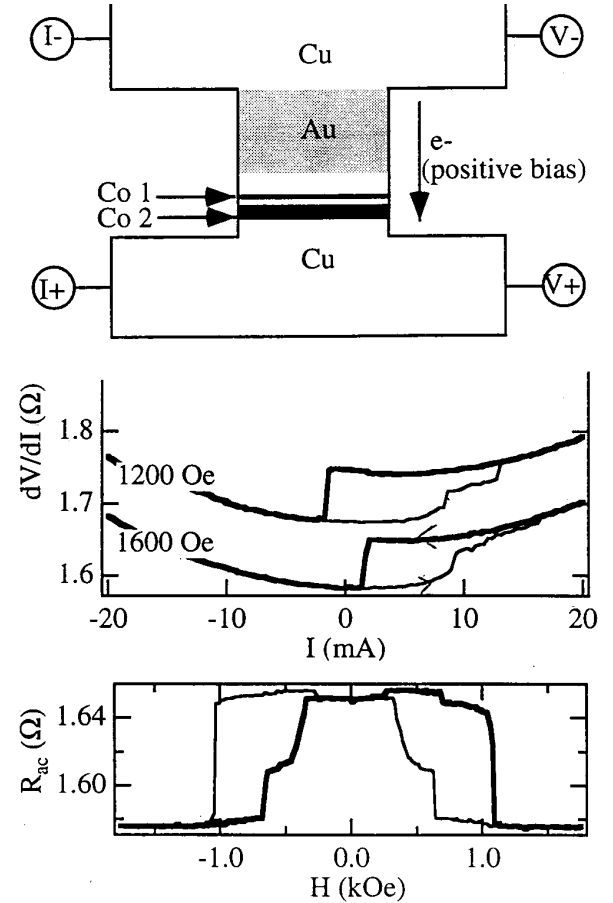 I-
V-
Cu
Au
e-
(positive bias)
Co 1
Co 2
Cu
I+
V+
dV/dI (Ω)
1.8
1200 Oe
1.7
1600 Oe
1.6
-20 -10 0 10 20
I (mA)
R_ac (Ω)
1.64
1.60
-1.0 0.0 1.0
H (kOe)